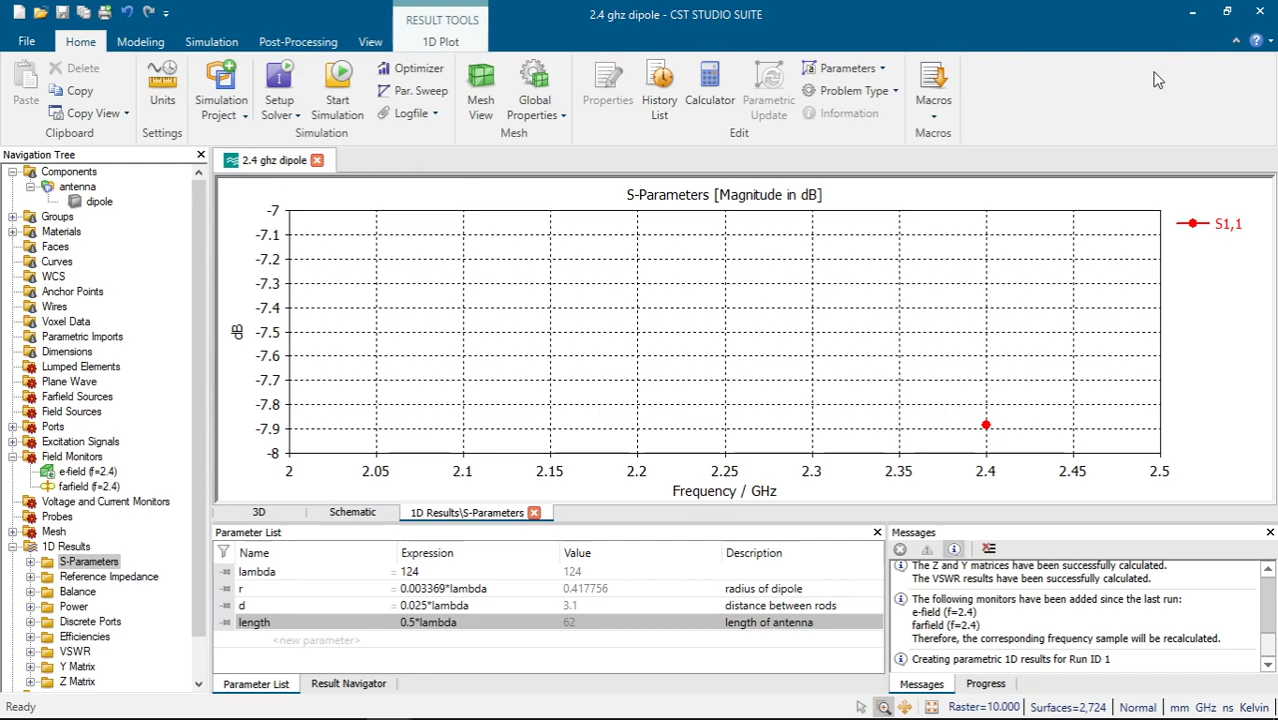 RESULT TOOLS
2.4 ghz dipole - CST STUDIO SUITE
File
Home
Modeling
Simulation
Post-Processing
View
1D Plot
Paste
Delete
Copy
Copy View
Clipboard
Units
Settings
Simulation Project
Setup Solver
Start Simulation
Optimizer
Par. Sweep
Logfile
Simulation
Mesh View
Global Properties
Mesh
Properties
History List
Calculator
Parametric Update
Parameters
Problem Type
Information
Edit
Macros
Macros
Navigation Tree
Components
antenna
dipole
Groups
Materials
Faces
Curves
WCS
Anchor Points
Wires
Voxel Data
Parametric Imports
Dimensions
Lumped Elements
Plane Wave
Farfield Sources
Field Sources
Ports
Excitation Signals
Field Monitors
e-field (f=2.4)
farfield (f=2.4)
Voltage and Current Monitors
Probes
Mesh
1D Results
S-Parameters
Reference Impedance
Balance
Power
Discrete Ports
Efficiencies
VSWR
Y Matrix
Z Matrix
2.4 ghz dipole
S-Parameters [Magnitude in dB]
S1,1
-7
-7.1
-7.2
-7.3
-7.4
-7.5
-7.6
-7.7
-7.8
-7.9
-8
dB
2 2.05 2.1 2.15 2.2 2.25 2.3 2.35 2.4 2.45 2.5
Frequency / GHz
3D
Schematic
1D Results\S-Parameters
Parameter List
Name Expression Value Description
lambda = 124 124
r = 0.003369*lambda 0.417756 radius of dipole
d = 0.025*lambda 3.1 distance between rods
length = 0.5*lambda 62 length of antenna
<new parameter>
Parameter List
Result Navigator
Messages
The Z and Y matrices have been successfully calculated.
The VSWR results have been successfully calculated.
The following monitors have been added since the last run:
e-field (f=2.4)
farfield (f=2.4)
Therefore, the corresponding frequency sample will be recalculated.
Creating parametric 1D results for Run ID 1
Messages
Progress
Ready
Raster=10.000
Surfaces=2,724
Normal
mm GHz ns Kelvin